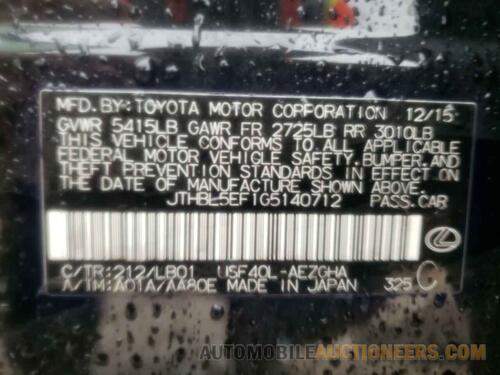 MFD.BY:TOYOTA MOTOR CORPORATION 12/15
GVWR 5415LB GAWR FR 2725LB RR 3010LB
THIS VEHICLE CONFORMS TO ALL APPLICABLE
FEDERAL MOTOR VEHICLE SAFETY,BUMPER, AND
THEFT PREVENTION STANDARDS IN EFFECT ON
THE DATE OF MANUFACTURE SHOWN ABOVE.
JTHBL5EF1G5140712 PASS.CAR
C/TR:212/LB01 USF40L-AEZGHA
A/TM:A01A/AA80E MADE IN JAPAN 325 C
AUTOMOBILEAUCTIONEERS.COM